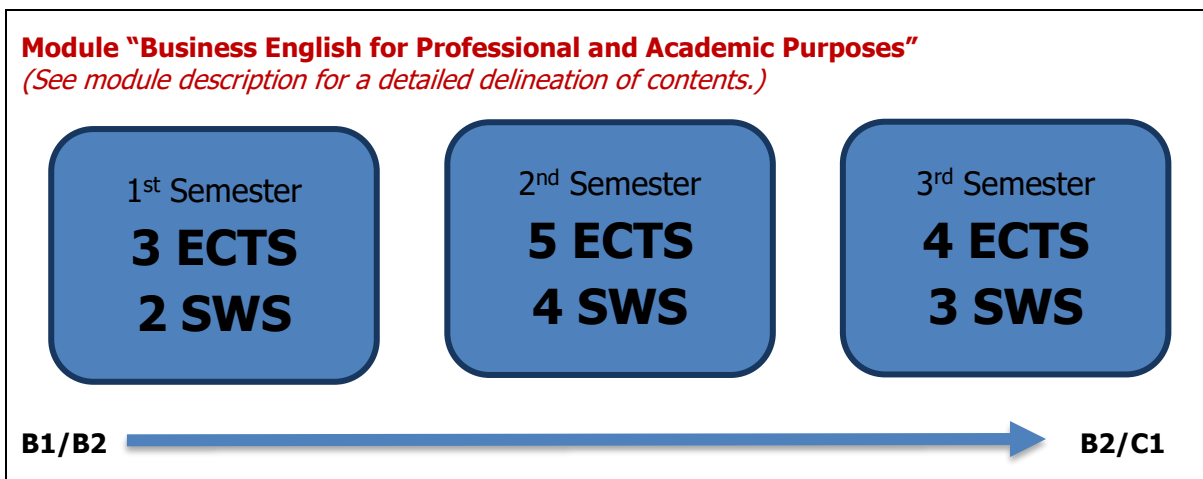 Module “Business English for Professional and Academic Purposes”
(See module description for a detailed delineation of contents.)
1st Semester
3 ECTS
2 SWS
2nd Semester
5 ECTS
4 SWS
3rd Semester
4 ECTS
3 SWS
B1/B2
B2/C1